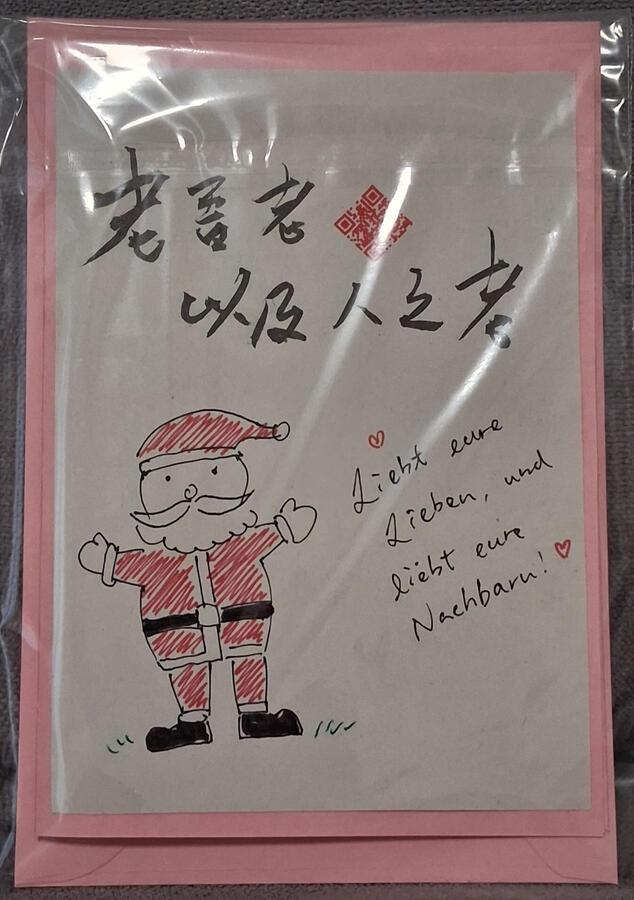 老吾老
以及人之老
Liebt eure
Lieben, und
liebt eure
Nachbarn!